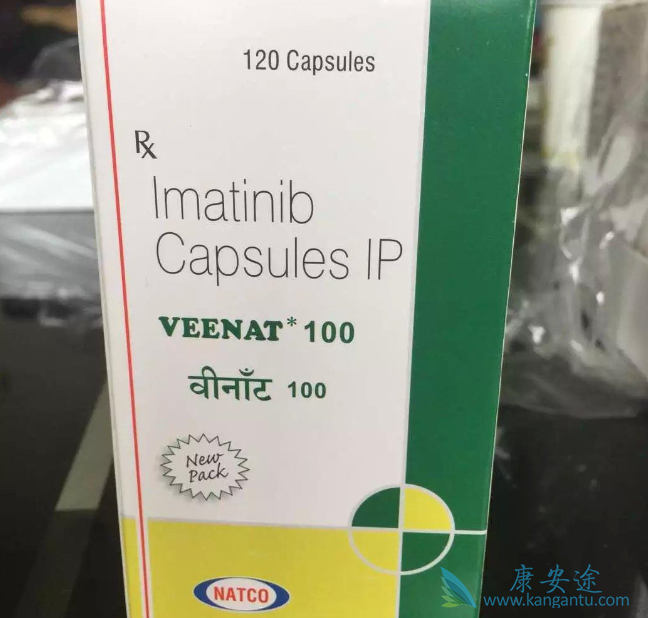 120 Capsules
Rx
Imatinib
Capsules IP
VEENAT* 100
वीनाँट 100
New
Pack
NATCO
康安途
www.kangantu.com